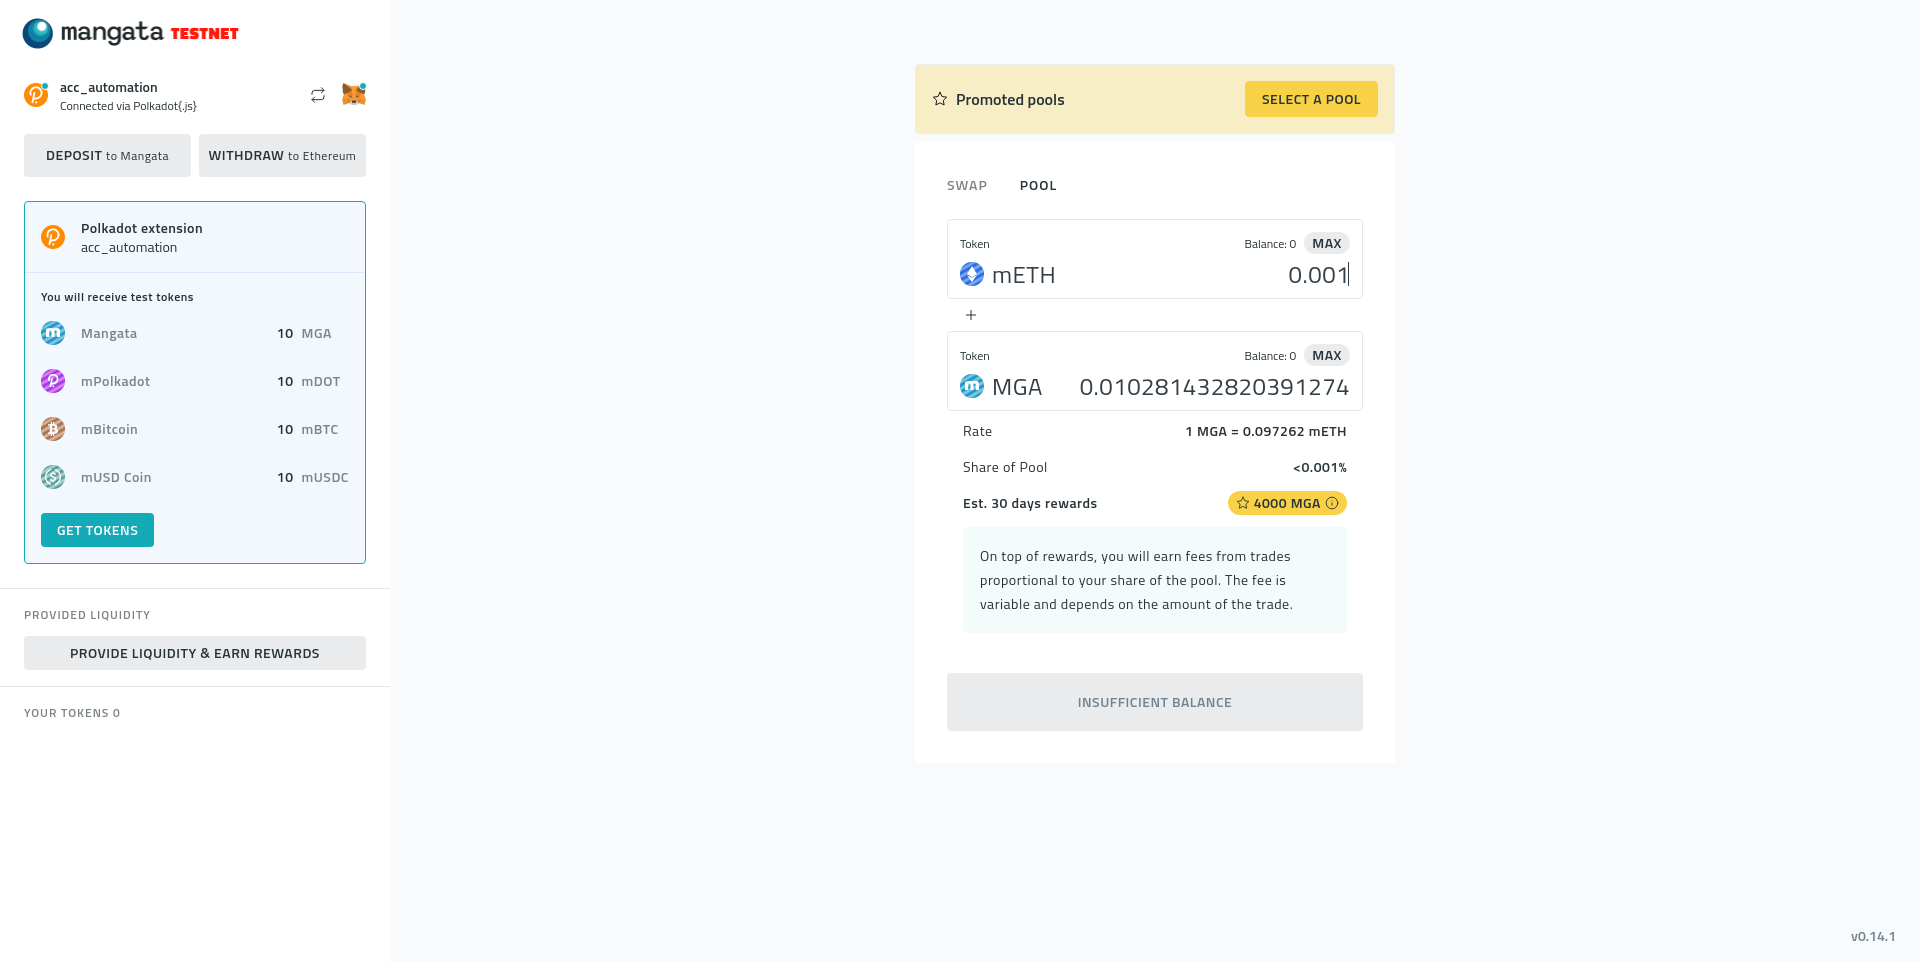 mangata TESTNET
acc_automation
Connected via Polkadot{.js}
DEPOSIT to Mangata
WITHDRAW to Ethereum
Polkadot extension
acc_automation
You will receive test tokens
Mangata 10 MGA
mPolkadot 10 mDOT
mBitcoin 10 mBTC
mUSD Coin 10 mUSDC
GET TOKENS
PROVIDED LIQUIDITY
PROVIDE LIQUIDITY & EARN REWARDS
YOUR TOKENS 0
Promoted pools
SELECT A POOL
SWAP POOL
Token Balance: 0 MAX
mETH 0.001
Token Balance: 0 MAX
MGA 0.010281432820391274
Rate 1 MGA = 0.097262 mETH
Share of Pool <0.001%
Est. 30 days rewards 4000 MGA
On top of rewards, you will earn fees from trades
proportional to your share of the pool. The fee is
variable and depends on the amount of the trade.
INSUFFICIENT BALANCE
v0.14.1